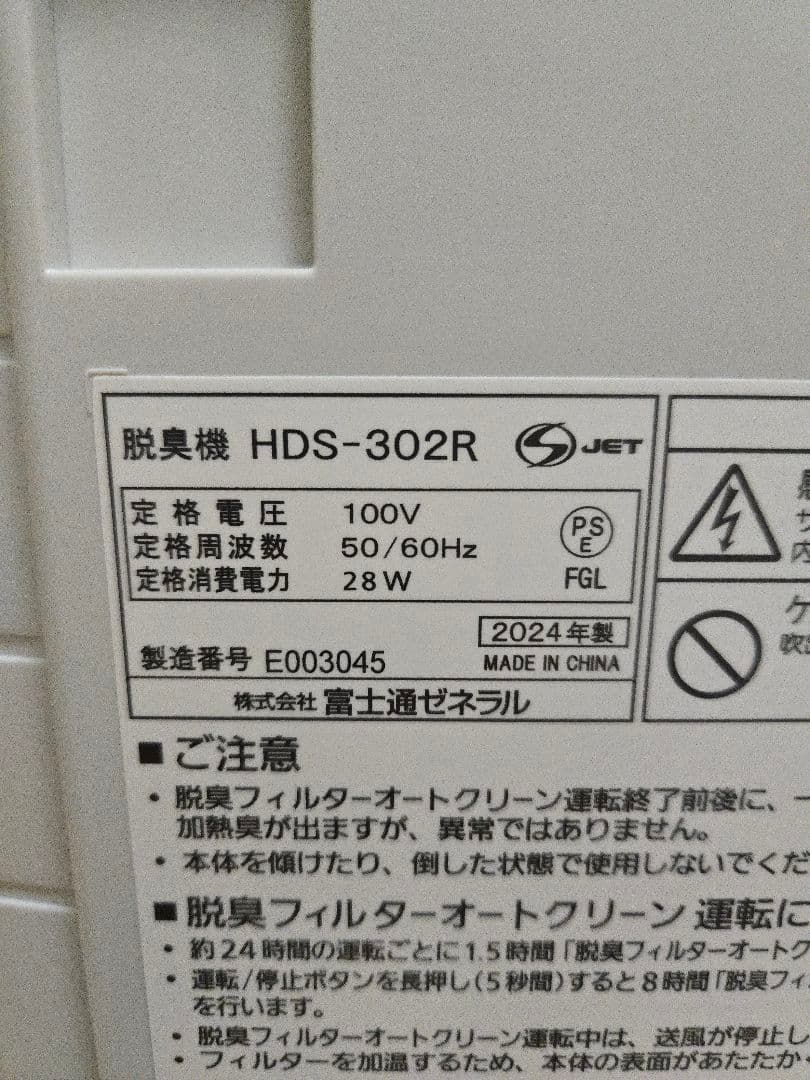 脱臭機 HDS-302R S JET
定格電圧 100V
定格周波数 50/60Hz
定格消費電力 28W
PS
E
FGL
2024年製
製造番号 E003045 MADE IN CHINA
株式会社 富士通ゼネラル
ケ
吹出
内
■ご注意
・脱臭フィルターオートクリーン運転終了前後に、一
加熱臭が出ますが、異常ではありません。
・本体を傾けたり、倒した状態で使用しないでくだ
■脱臭フィルターオートクリーン 運転に
・約24時間の運転ごとに1.5時間「脱臭フィルターオートク
・運転/停止ボタンを長押し(5秒間)すると8時間「脱臭フィ
を行います。
・脱臭フィルターオートクリーン運転中は、送風が停止し
・フィルターを加温するため、本体の表面があたたか